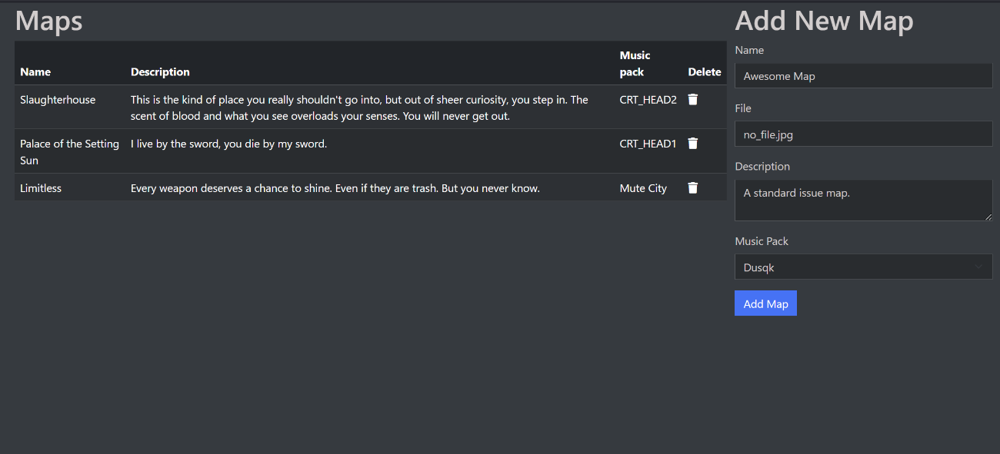 Maps
Name Description Music pack Delete
Slaughterhouse This is the kind of place you really shouldn't go into, but out of sheer curiosity, you step in. The CRT_HEAD2
scent of blood and what you see overloads your senses. You will never get out.
Palace of the Setting I live by the sword, you die by my sword. CRT_HEAD1
Sun
Limitless Every weapon deserves a chance to shine. Even if they are trash. But you never know. Mute City
Add New Map
Name
Awesome Map
File
no_file.jpg
Description
A standard issue map.
Music Pack
Dusqk
Add Map